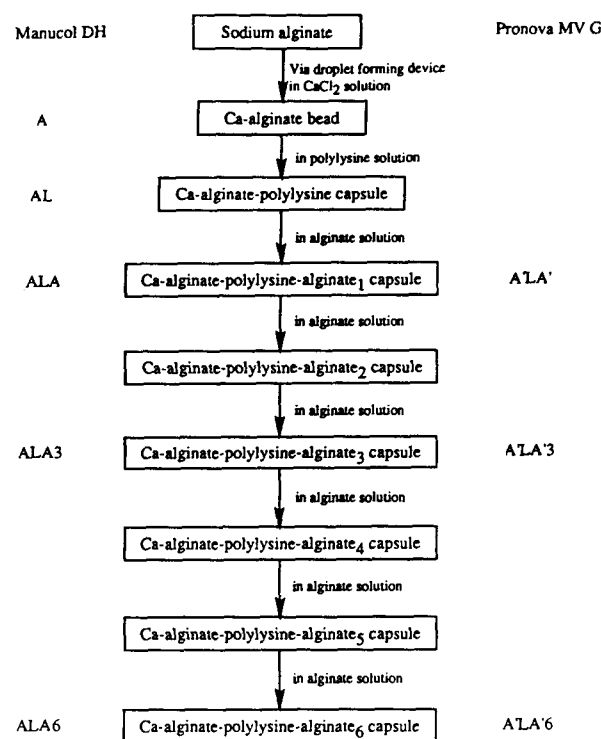 Manucol DH
Sodium alginate
Pronova MV G
Via droplet forming device
in CaCl2 solution
A
Ca-alginate bead
in polylysine solution
AL
Ca-alginate-polylysine capsule
in alginate solution
ALA
Ca-alginate-polylysine-alginate1 capsule
A'LA'
in alginate solution
Ca-alginate-polylysine-alginate2 capsule
in alginate solution
ALA3
Ca-alginate-polylysine-alginate3 capsule
A'LA'3
in alginate solution
Ca-alginate-polylysine-alginate4 capsule
in alginate solution
Ca-alginate-polylysine-alginate5 capsule
in alginate solution
ALA6
Ca-alginate-polylysine-alginate6 capsule
A'LA'6